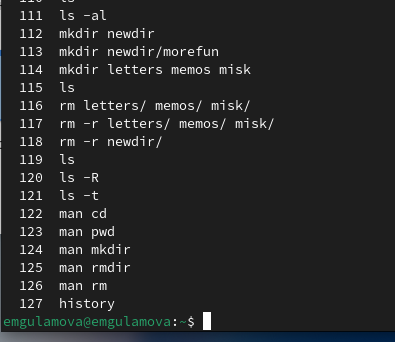 110 ls
111 ls -al
112 mkdir newdir
113 mkdir newdir/morefun
114 mkdir letters memos misk
115 ls
116 rm letters/ memos/ misk/
117 rm -r letters/ memos/ misk/
118 rm -r newdir/
119 ls
120 ls -R
121 ls -t
122 man cd
123 man pwd
124 man mkdir
125 man rmdir
126 man rm
127 history
emgulamova@emgulamova:~$